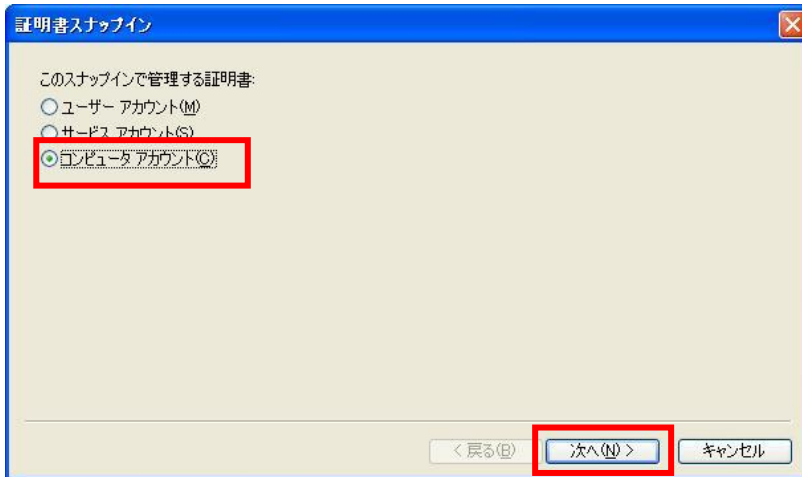 証明書スナップイン
このスナップインで管理する証明書:
ユーザー アカウント(M)
サービス アカウント(S)
コンピュータ アカウント(C)
< 戻る(B) 次へ(N) > キャンセル